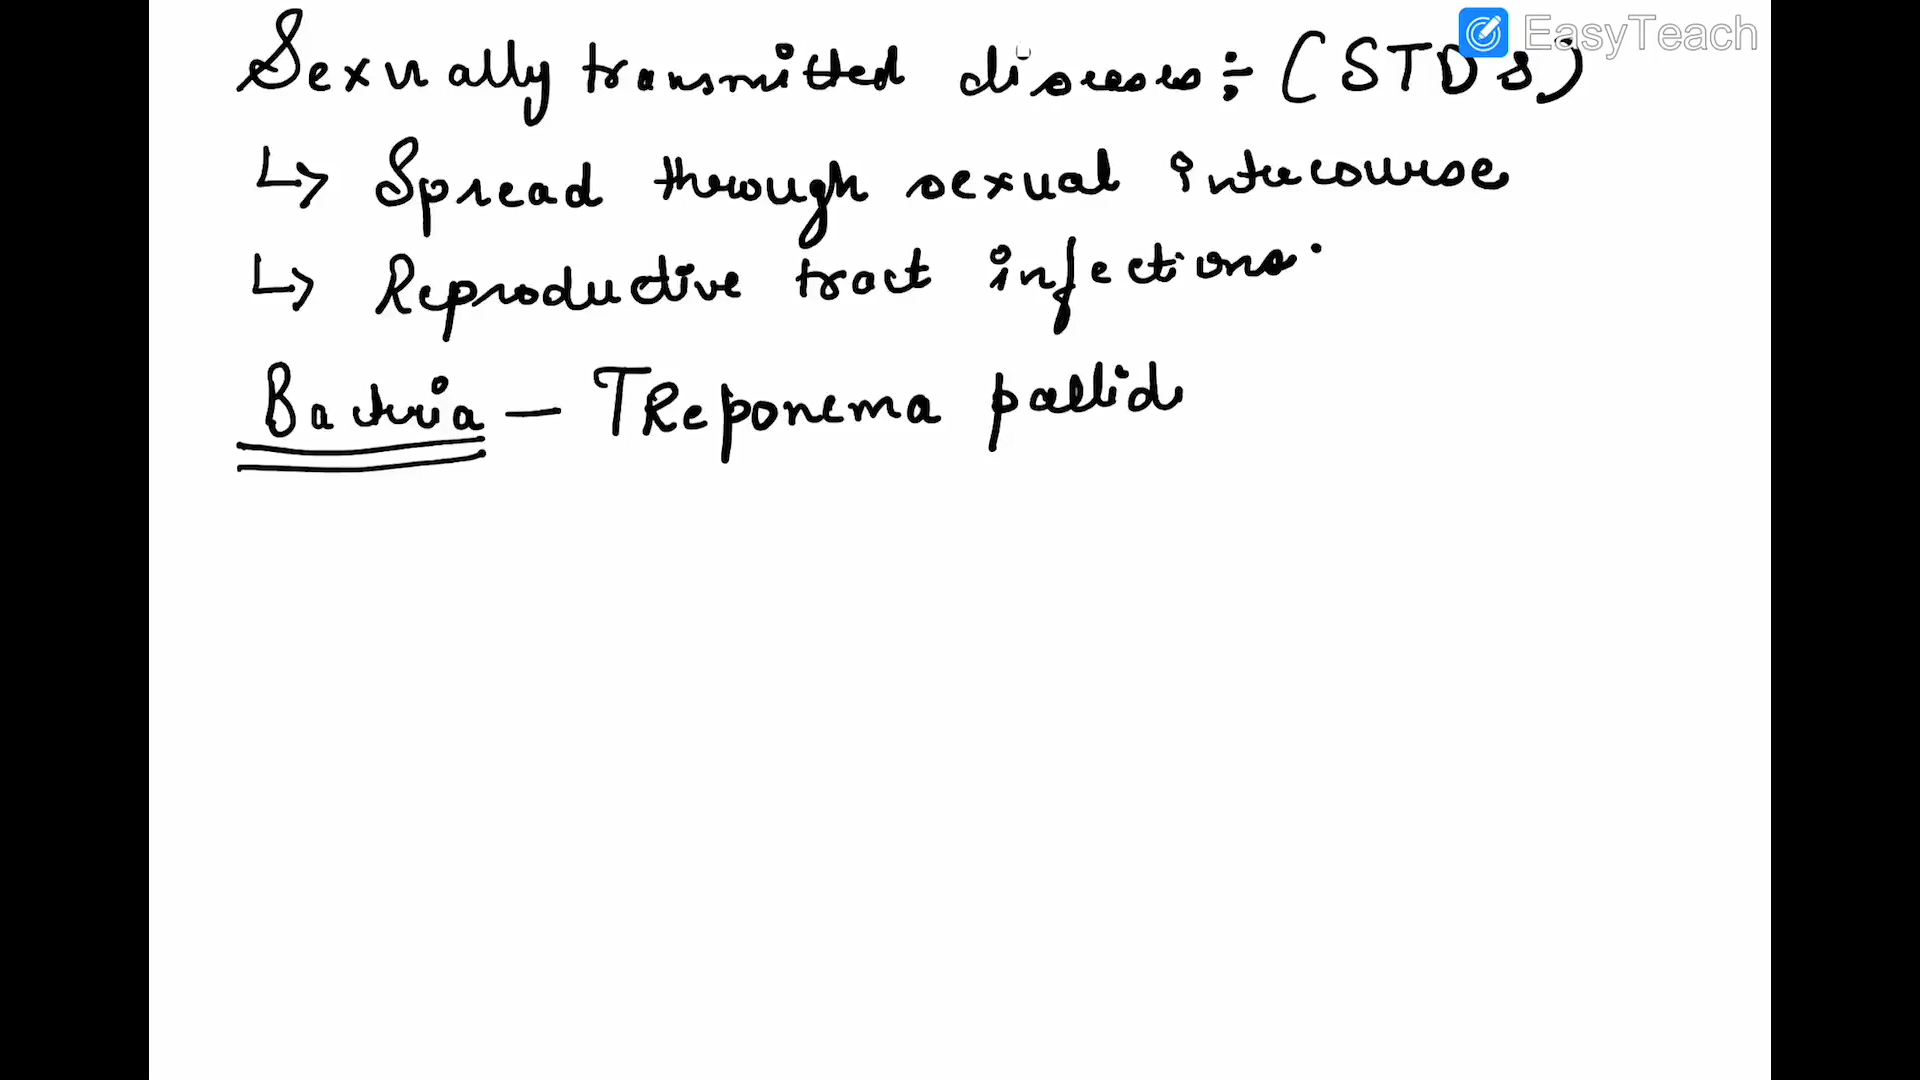 EasyTeach
Sexually transmitted diseases ÷ (STDs)
↳ Spread through sexual intercourse
↳ Reproductive tract infections.
Bacteria — TReponema pallid